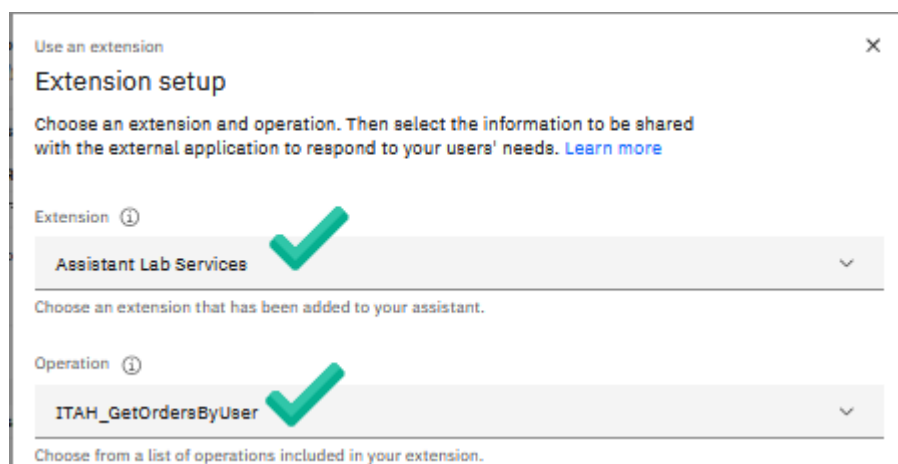 Use an extension
Extension setup
Choose an extension and operation. Then select the information to be shared
with the external application to respond to your users' needs. Learn more
Extension
Assistant Lab Services
Choose an extension that has been added to your assistant.
Operation
ITAH_GetOrdersByUser
Choose from a list of operations included in your extension.